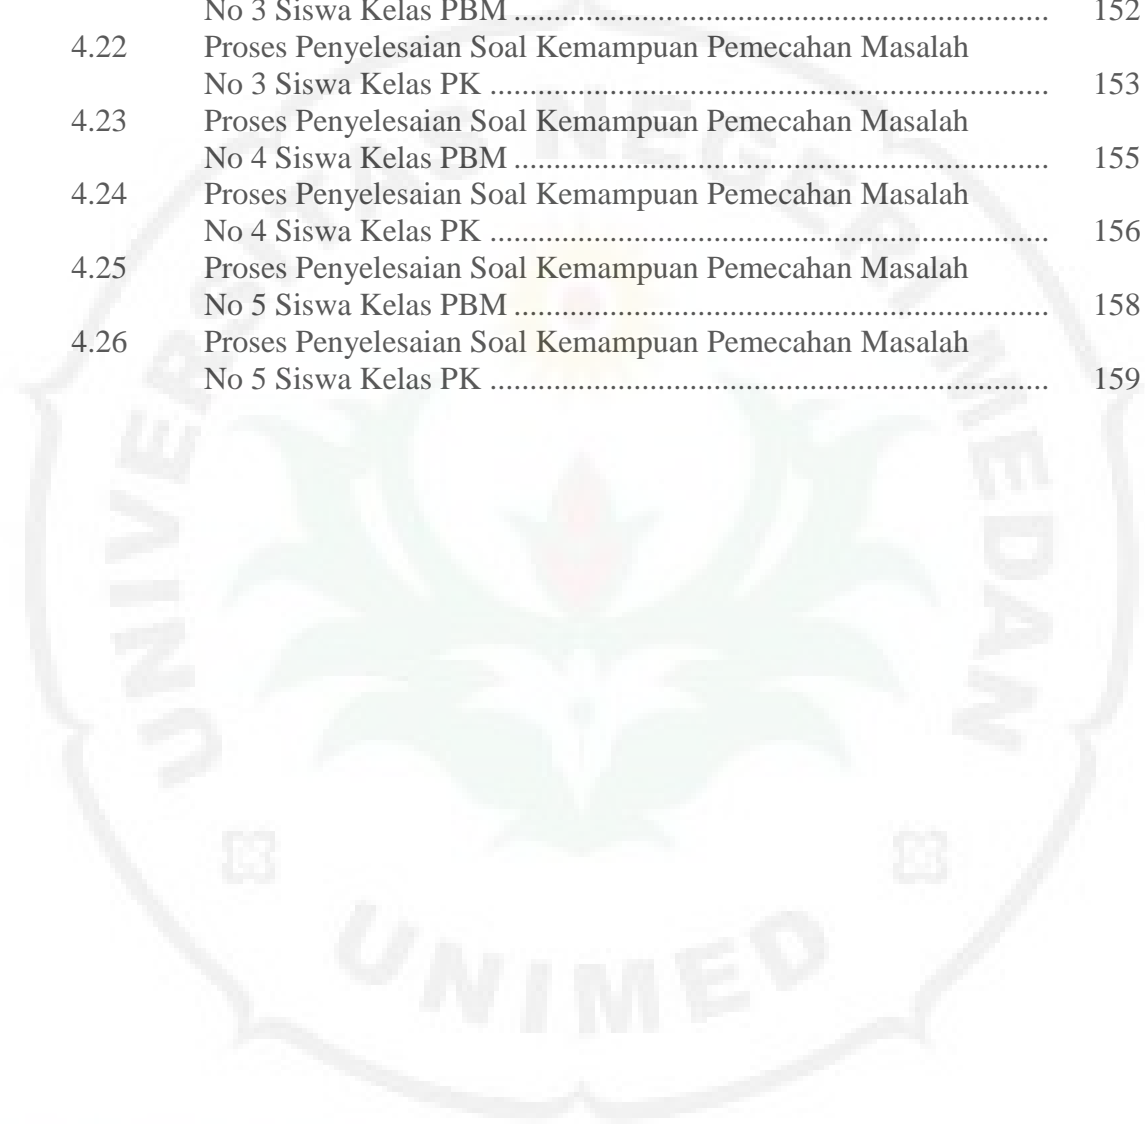 No 3 Siswa Kelas PBM ........................................................................ 152
4.22 Proses Penyelesaian Soal Kemampuan Pemecahan Masalah
No 3 Siswa Kelas PK ........................................................................... 153
4.23 Proses Penyelesaian Soal Kemampuan Pemecahan Masalah
No 4 Siswa Kelas PBM ........................................................................ 155
4.24 Proses Penyelesaian Soal Kemampuan Pemecahan Masalah
No 4 Siswa Kelas PK ........................................................................... 156
4.25 Proses Penyelesaian Soal Kemampuan Pemecahan Masalah
No 5 Siswa Kelas PBM ........................................................................ 158
4.26 Proses Penyelesaian Soal Kemampuan Pemecahan Masalah
No 5 Siswa Kelas PK ........................................................................... 159
UNIVERSITAS NEGERI MEDAN
UNIMED